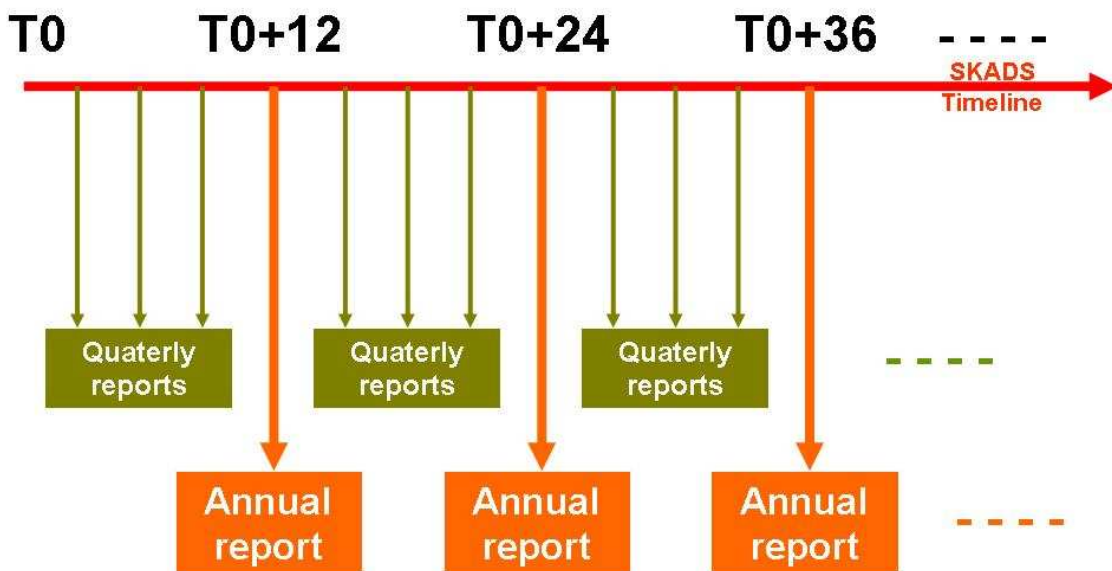 T0 T0+12 T0+24 T0+36 - - - -
SKADS
Timeline
Quaterly
reports
Quaterly
reports
Quaterly
reports
- - - - -
Annual
report
Annual
report
Annual
report
- - - - -